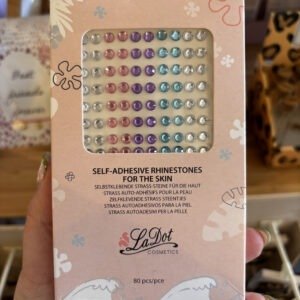 SELF-ADHESIVE RHINESTONES
FOR THE SKIN
SELBSTKLEBENDE STRASS-STEINE FÜR DIE HAUT
STRASS AUTO-ADHÉSIFS POUR LA PEAU
ZELFKLEVENDE STRASS STEENTJES
STRASS AUTOADHESIVOS PARA LA PIEL
STRASS AUTOADESIM PER LA PELLE
LaDot
COSMETICS
80 pcs/pce